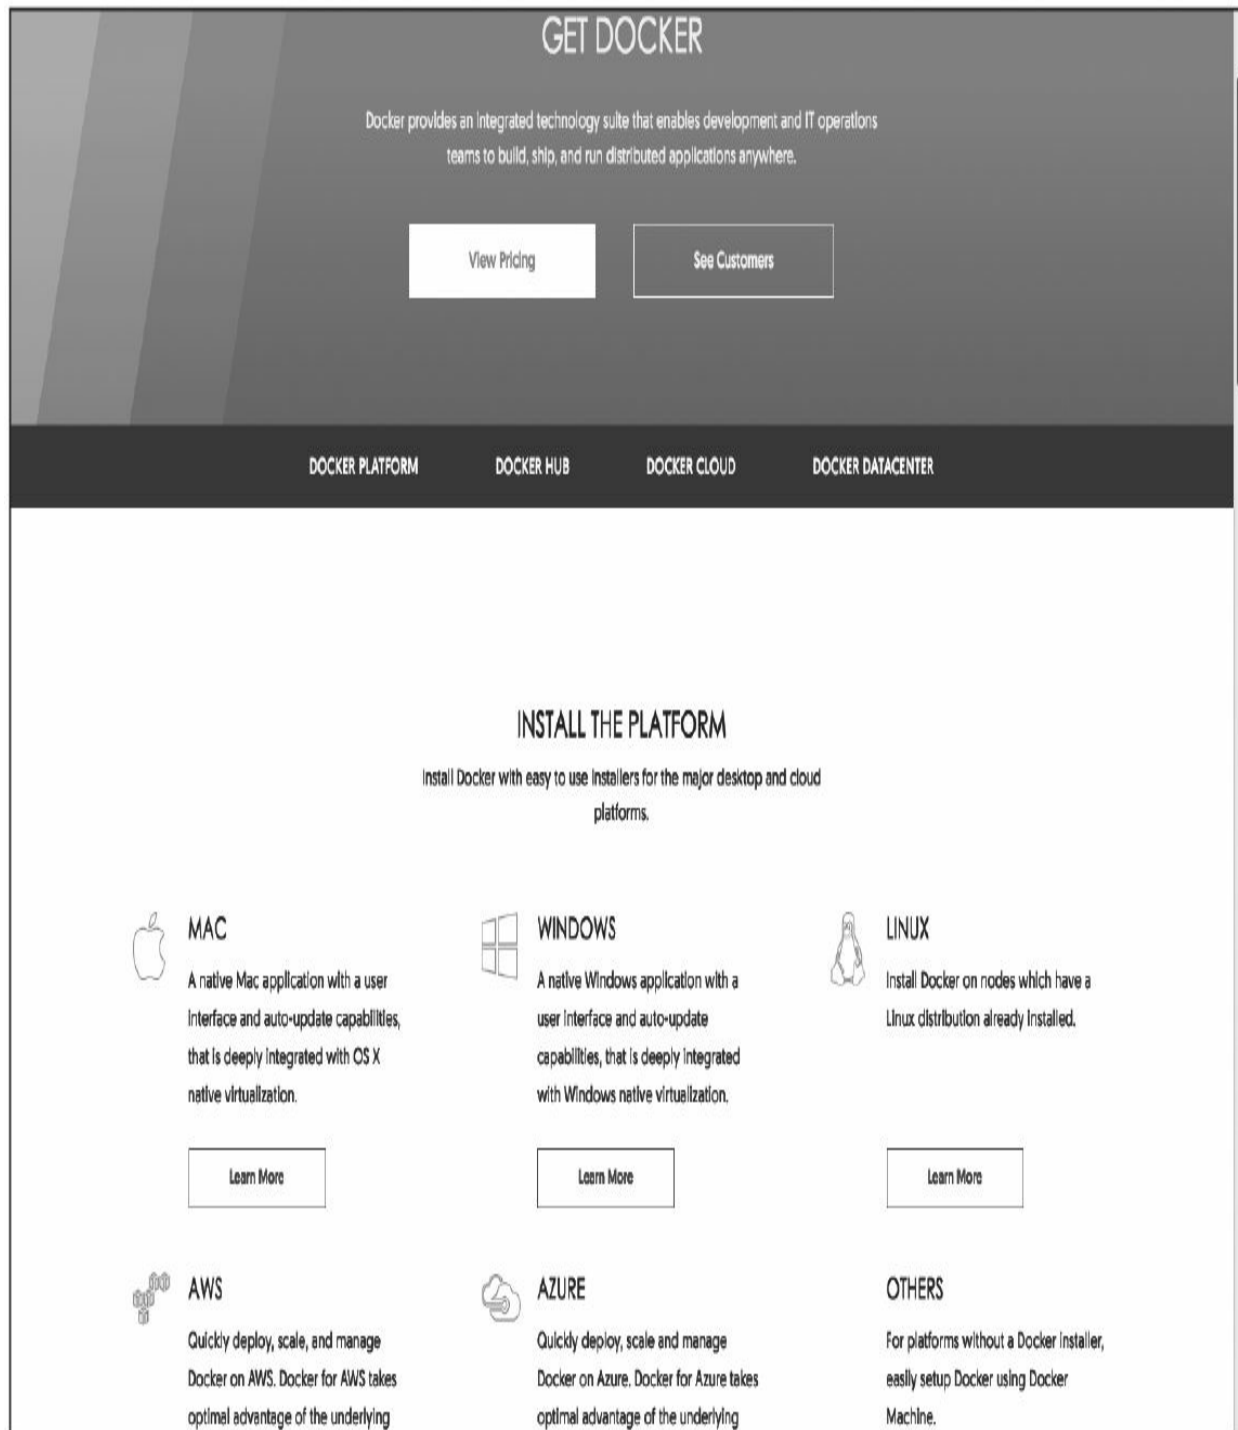 GET DOCKER
Docker provides an integrated technology suite that enables development and IT operations
teams to build, ship, and run distributed applications anywhere.
View Pricing
See Customers
DOCKER PLATFORM
DOCKER HUB
DOCKER CLOUD
DOCKER DATACENTER
INSTALL THE PLATFORM
Install Docker with easy to use installers for the major desktop and cloud
platforms.
MAC
A native Mac application with a user
interface and auto-update capabilities,
that is deeply integrated with OS X
native virtualization.
Learn More
WINDOWS
A native Windows application with a
user interface and auto-update
capabilities, that is deeply integrated
with Windows native virtualization.
Learn More
LINUX
Install Docker on nodes which have a
Linux distribution already installed.
Learn More
AWS
Quickly deploy, scale, and manage
Docker on AWS. Docker for AWS takes
optimal advantage of the underlying
AZURE
Quickly deploy, scale and manage
Docker on Azure. Docker for Azure takes
optimal advantage of the underlying
OTHERS
For platforms without a Docker installer,
easily setup Docker using Docker
Machine.